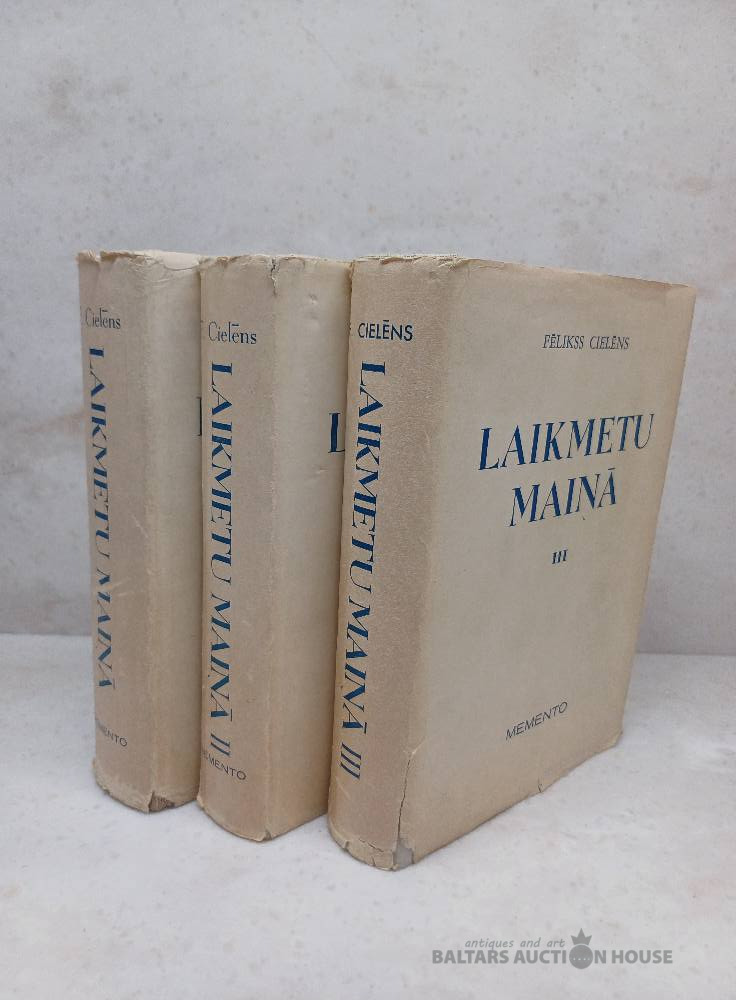 Cielēns
LAIKMETU MAIŅĀ
Cielēns
LAIKMETU MAIŅĀ II
MEMENTO
CIELĒNS
LAIKMETU MAIŅĀ III
FĒLIKSS CIELĒNS
LAIKMETU
MAIŅĀ
III
MEMENTO
antiques and art
BALTARS AUCTION HOUSE